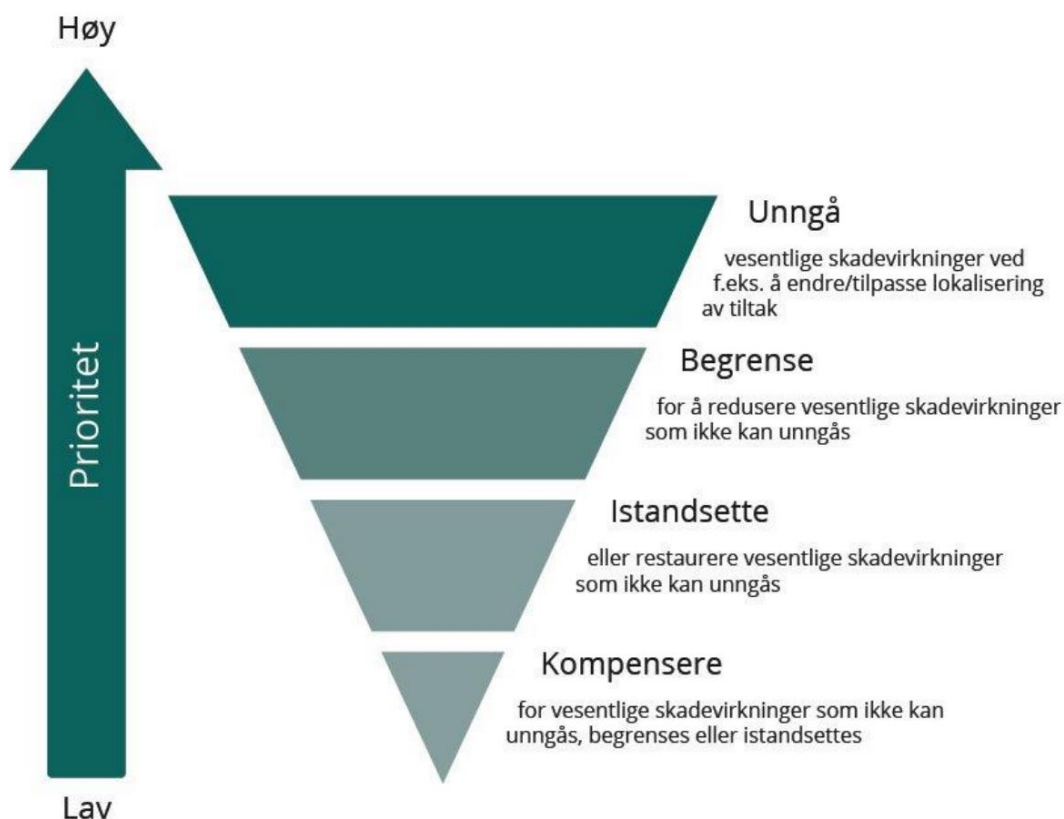 Høy
Prioritet
Unngå
vesentlige skadevirkninger ved
f.eks. å endre/tilpasse lokalisering
av tiltak
Begrense
for å redusere vesentlige skadevirkninger
som ikke kan unngås
Istandsette
eller restaurere vesentlige skadevirkninger
som ikke kan unngås
Kompensere
for vesentlige skadevirkninger som ikke kan
unngås, begrenses eller istandsettes
Lav